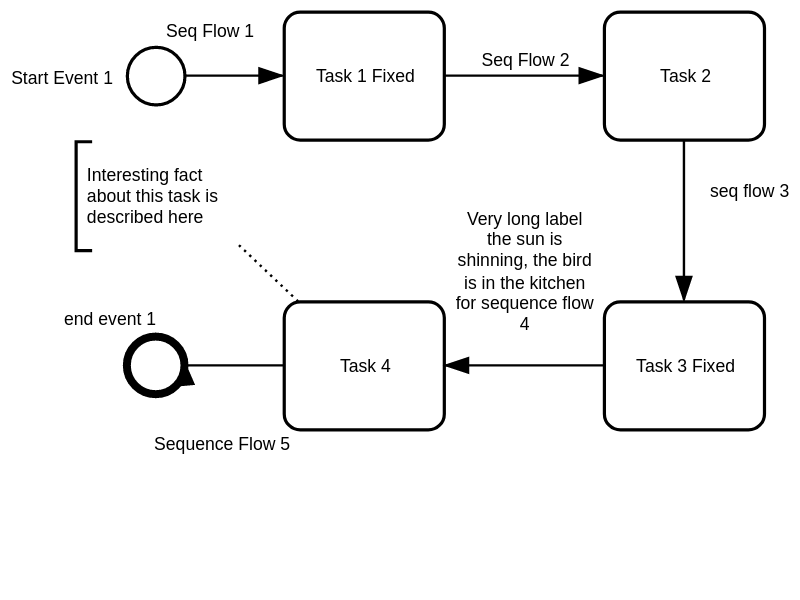 Seq Flow 1
Start Event 1
Task 1 Fixed
Seq Flow 2
Task 2
Interesting fact
about this task is
described here
seq flow 3
Very long label
the sun is
shinning, the bird
is in the kitchen
for sequence flow
4
end event 1
Task 4
Task 3 Fixed
Sequence Flow 5